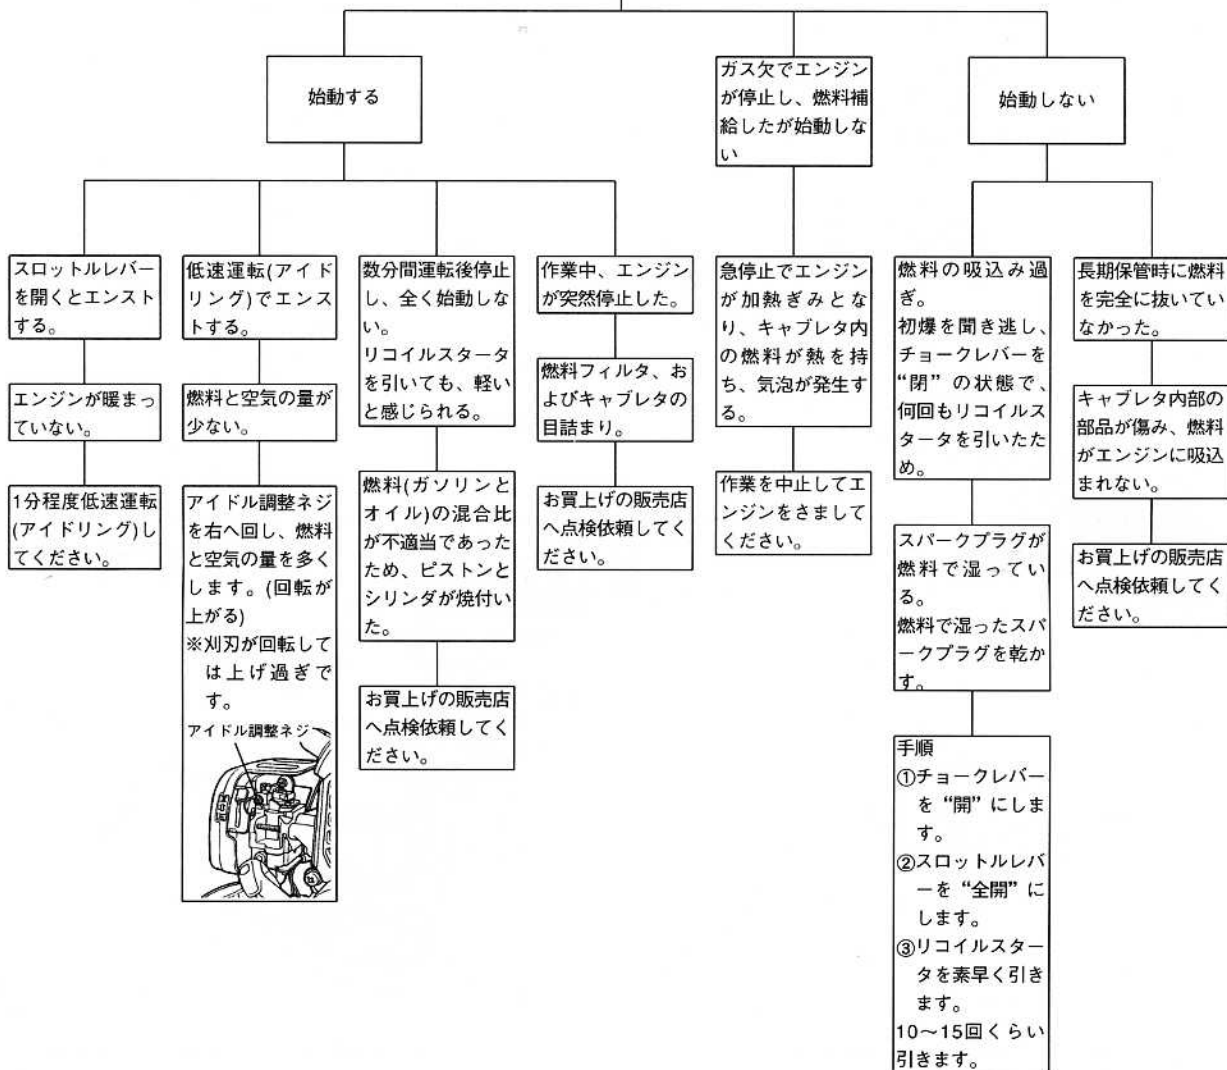 始動する
ガス欠でエンジン
が停止し、燃料補
給したが始動しな
い
始動しない
スロットルレバー
を開くとエンスト
する。
エンジンが暖まっ
ていない。
1分程度低速運転
(アイドリング)し
てください。
低速運転(アイド
リング)でエンス
トする。
燃料と空気の量が
少ない。
アイドル調整ネジ
を右へ回し、燃料
と空気の量を多く
します。(回転が
上がる)
※刈刃が回転して
は上げ過ぎで
す。
アイドル調整ネジ
数分間運転後停止
し、全く始動しな
い。
リコイルスタータ
を引いても、軽い
と感じられる。
燃料(ガソリンと
オイル)の混合比
が不適当であった
ため、ピストンと
シリンダが焼付い
た。
お買上げの販売店
へ点検依頼してく
ださい。
作業中、エンジン
が突然停止した。
燃料フィルタ、お
よびキャブレタの
目詰まり。
お買上げの販売店
へ点検依頼してく
ださい。
急停止でエンジン
が加熱ぎみとな
り、キャブレタ内
の燃料が熱を持
ち、気泡が発生す
る。
作業を中止してエ
ンジンをさまして
ください。
燃料の吸込み過
ぎ。
初爆を聞き逃し、
チョークレバーを
“閉”の状態で、
何回もリコイルス
タータを引いたた
め。
スパークプラグが
燃料で湿ってい
る。
燃料で湿ったスパ
ークプラグを乾か
す。
手順
①チョークレバー
を“開”にしま
す。
②スロットルレバ
ーを“全開”に
します。
③リコイルスター
タを素早く引き
ます。
10〜15回くらい
引きます。
長期保管時に燃料
を完全に抜いてい
なかった。
キャブレタ内部の
部品が傷み、燃料
がエンジンに吸込
まれない。
お買上げの販売店
へ点検依頼してく
ださい。